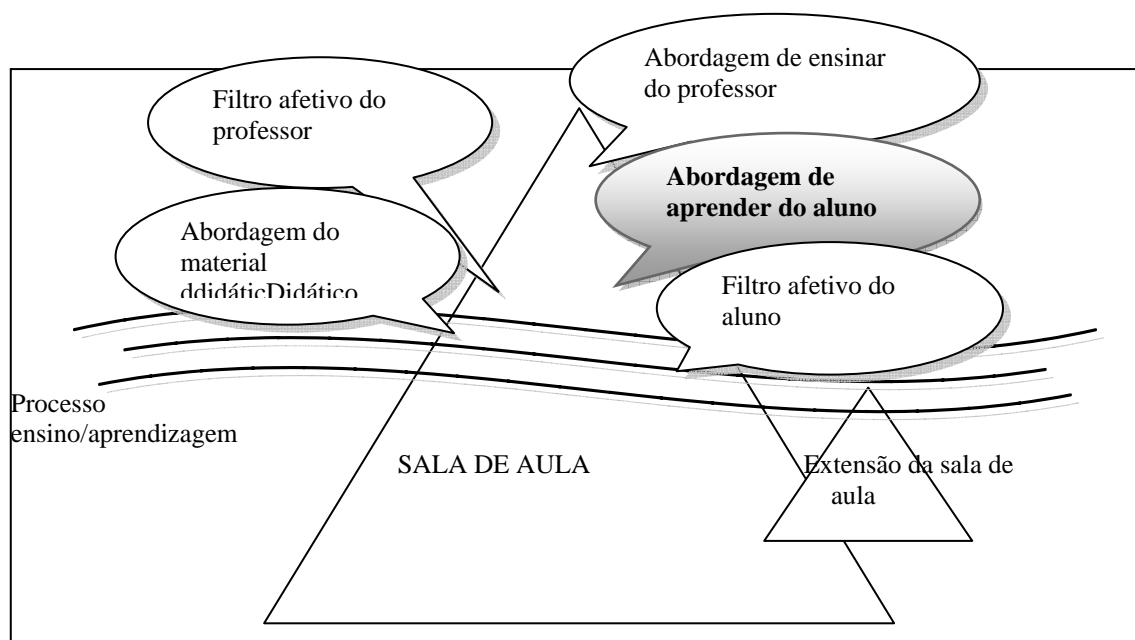 Abordagem de ensinar
do professor
Filtro afetivo do
professor
Abordagem de
aprender do aluno
Abordagem do
material
ddidáticDidático
Filtro afetivo do
aluno
Processo
ensino/aprendizagem
SALA DE AULA
Extensão da sala de
aula